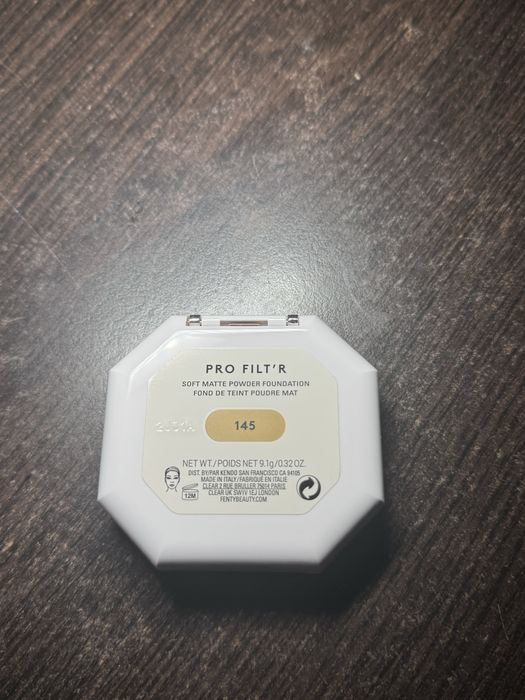 PRO FILT'R
SOFT MATTE POWDER FOUNDATION
FOND DE TEINT POUDRE MAT
145
NET WT./POIDS NET 9.1g/0.32 OZ.
DIST. BY/PAR KENDO SAN FRANCISCO CA 94105
MADE IN ITALY/FABRIQUÉ EN ITALIE
CLEAR 2 RUE BRULLER 75014 PARIS
CLEAR UK SW1V 1EJ LONDON
FENTYBEAUTY.COM
12M